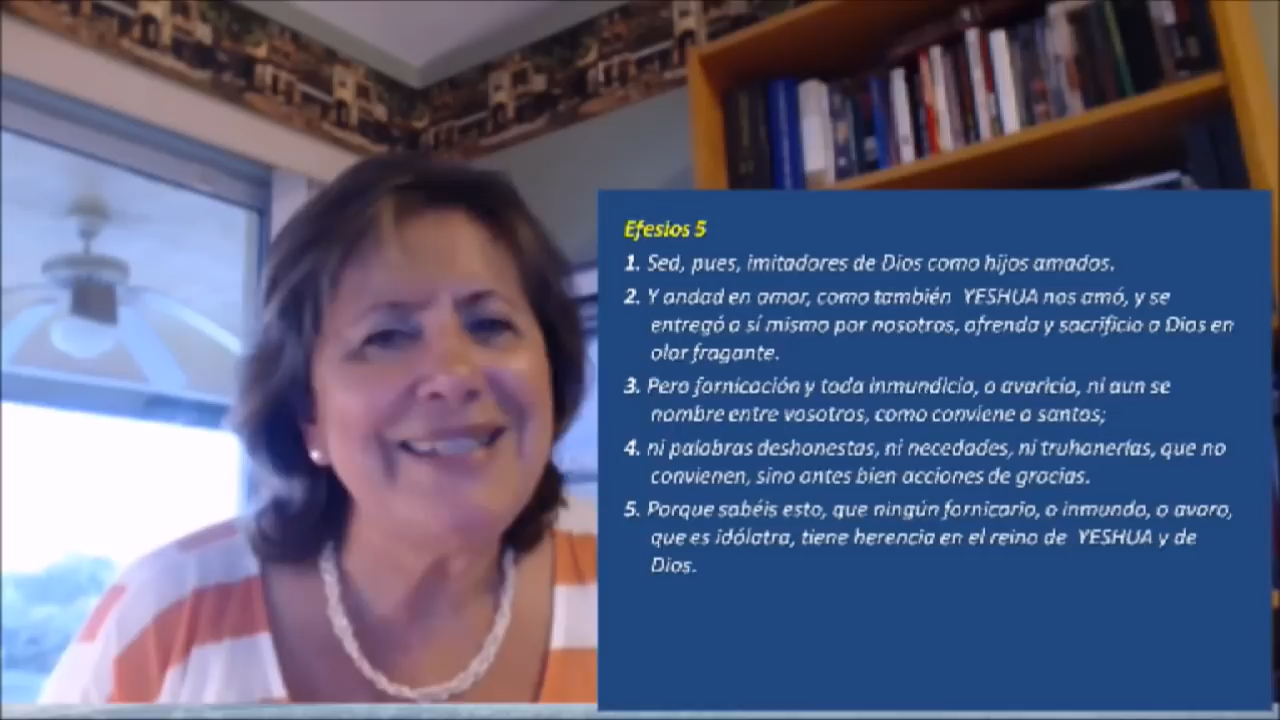 Efesios 5
1. Sed, pues, imitadores de Dios como hijos amados.
2. Y andad en amor, como también YESHUA nos amó, y se
entregó a sí mismo por nosotros, ofrenda y sacrificio a Dios en
olor fragante.
3. Pero fornicación y toda inmundicia, o avaricia, ni aun se
nombre entre vosotros, como conviene a santos;
4. ni palabras deshonestas, ni necedades, ni truhanerías, que no
convienen, sino antes bien acciones de gracias.
5. Porque sabéis esto, que ningún fornicario, o inmundo, o avaro,
que es idólatra, tiene herencia en el reino de YESHUA y de
Dios.